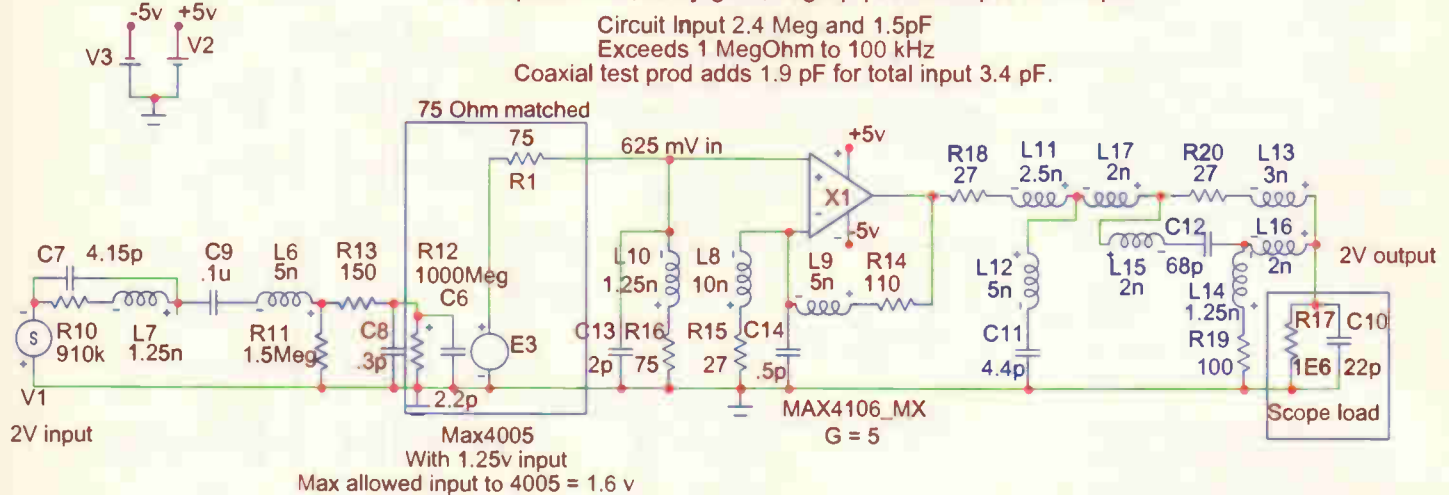 Circuit Input 2.4 Meg and 1.5pF
Exceeds 1 MegOhm to 100 kHz
Coaxial test prod adds 1.9 pF for total input 3.4 pF.
-5v
+5v
V3
V2
75 Ohm matched
75
R1
625 mV in
+5v
X1
-5v
R18
27
L11
2.5n
L17
2n
R20
27
L13
3n
C7
4.15p
C9
.1u
L6
5n
R13
150
R12
1000Meg
C6
L10
1.25n
L8
10n
L9
5n
R14
110
L12
5n
C12
68p
L15
2n
L16
2n
2V output
L14
1.25n
S
R10
910k
L7
1.25n
R11
1.5Meg
C8
.3p
2.2p
E3
C13
2p
R16
75
R15
27
C14
.5p
C11
4.4p
R19
100
R17
1E6
C10
22p
Scope load
V1
2V input
Max4005
With 1.25v input
Max allowed input to 4005 = 1.6 v
MAX4106_MX
G = 5